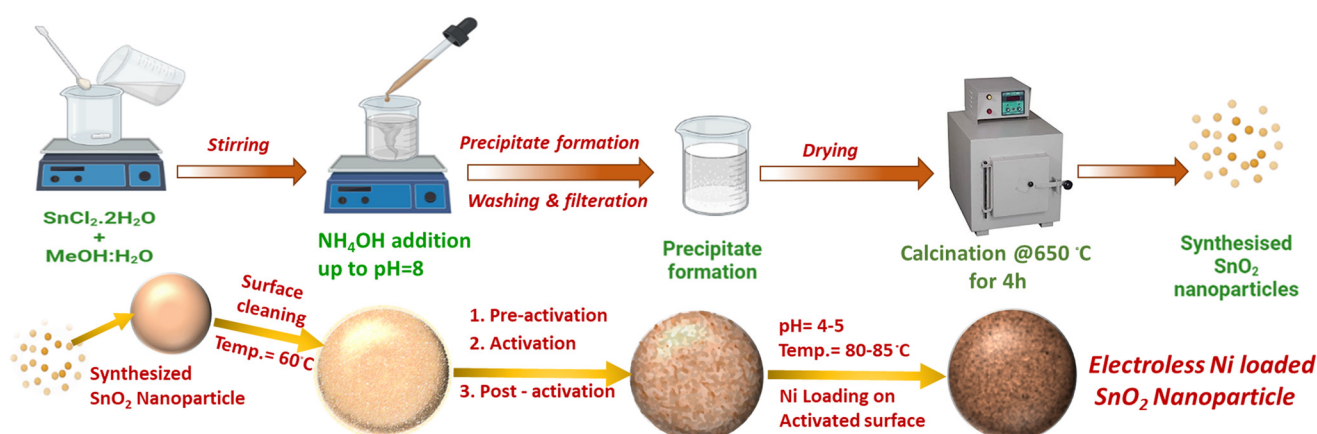 Stirring
Precipitate formation
Washing & filteration
Drying
SnCl₂.2H₂O
+
MeOH:H₂O
NH₄OH addition
up to pH=8
Precipitate
formation
Calcination @650 °C
for 4h
Synthesised
SnO₂
nanoparticles
Synthesized
SnO₂ Nanoparticle
Surface
cleaning
Temp.= 60°C
1. Pre-activation
2. Activation
3. Post - activation
pH= 4-5
Temp.= 80-85°C
Ni Loading on
Activated surface
Electroless Ni loaded
SnO₂ Nanoparticle